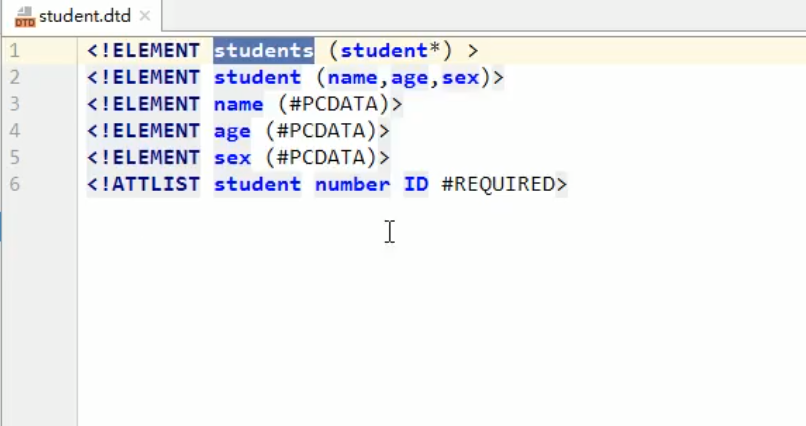 student.dtd
1 <!ELEMENT students (student*) >
2 <!ELEMENT student (name,age,sex)>
3 <!ELEMENT name (#PCDATA)>
4 <!ELEMENT age (#PCDATA)>
5 <!ELEMENT sex (#PCDATA)>
6 <!ATTLIST student number ID #REQUIRED>